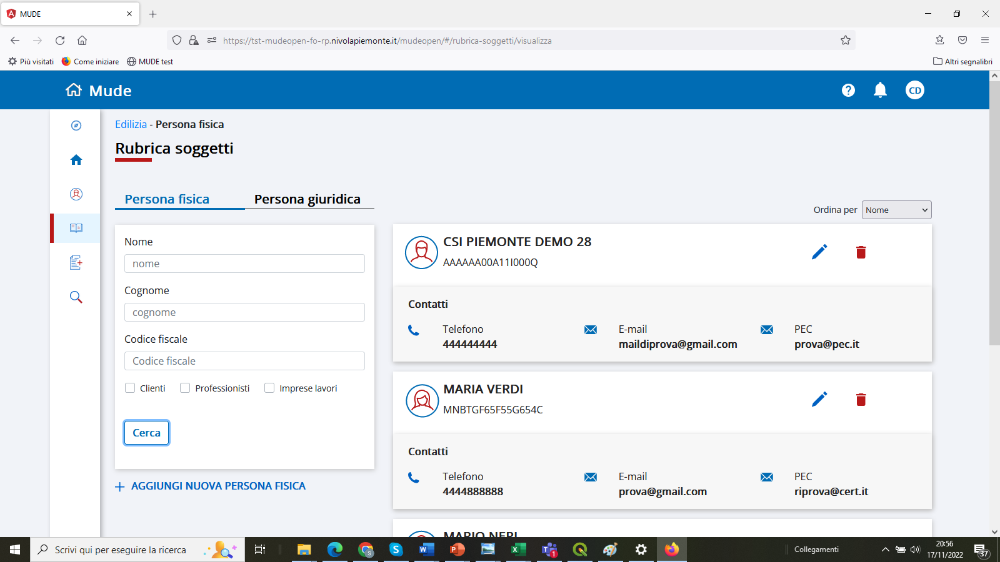 MUDE
https://tst-mudeopen-fo-rp.nivolapiemonte.it/mudeopen/#/rubrica-soggetti/visualizza
Più visitati Come iniziare MUDE test Altri segnalibri
Mude ? CD
Edilizia - Persona fisica
Rubrica soggetti
Persona fisica Persona giuridica
Ordina per Nome
Nome
nome
Cognome
cognome
Codice fiscale
Codice fiscale
Clienti Professionisti Imprese lavori
Cerca
AGGIUNGI NUOVA PERSONA FISICA
CSI PIEMONTE DEMO 28
AAAAAA00A11I000Q
Contatti
Telefono E-mail PEC
444444444 maildiprova@gmail.com prova@pec.it
MARIA VERDI
MNBTGF65F55G654C
Contatti
Telefono E-mail PEC
4444888888 prova@gmail.com riprova@cert.it
MARIO NERI
Scrivi qui per eseguire la ricerca S S W P X T 1 Collegamenti 20:56
17/11/2022 37